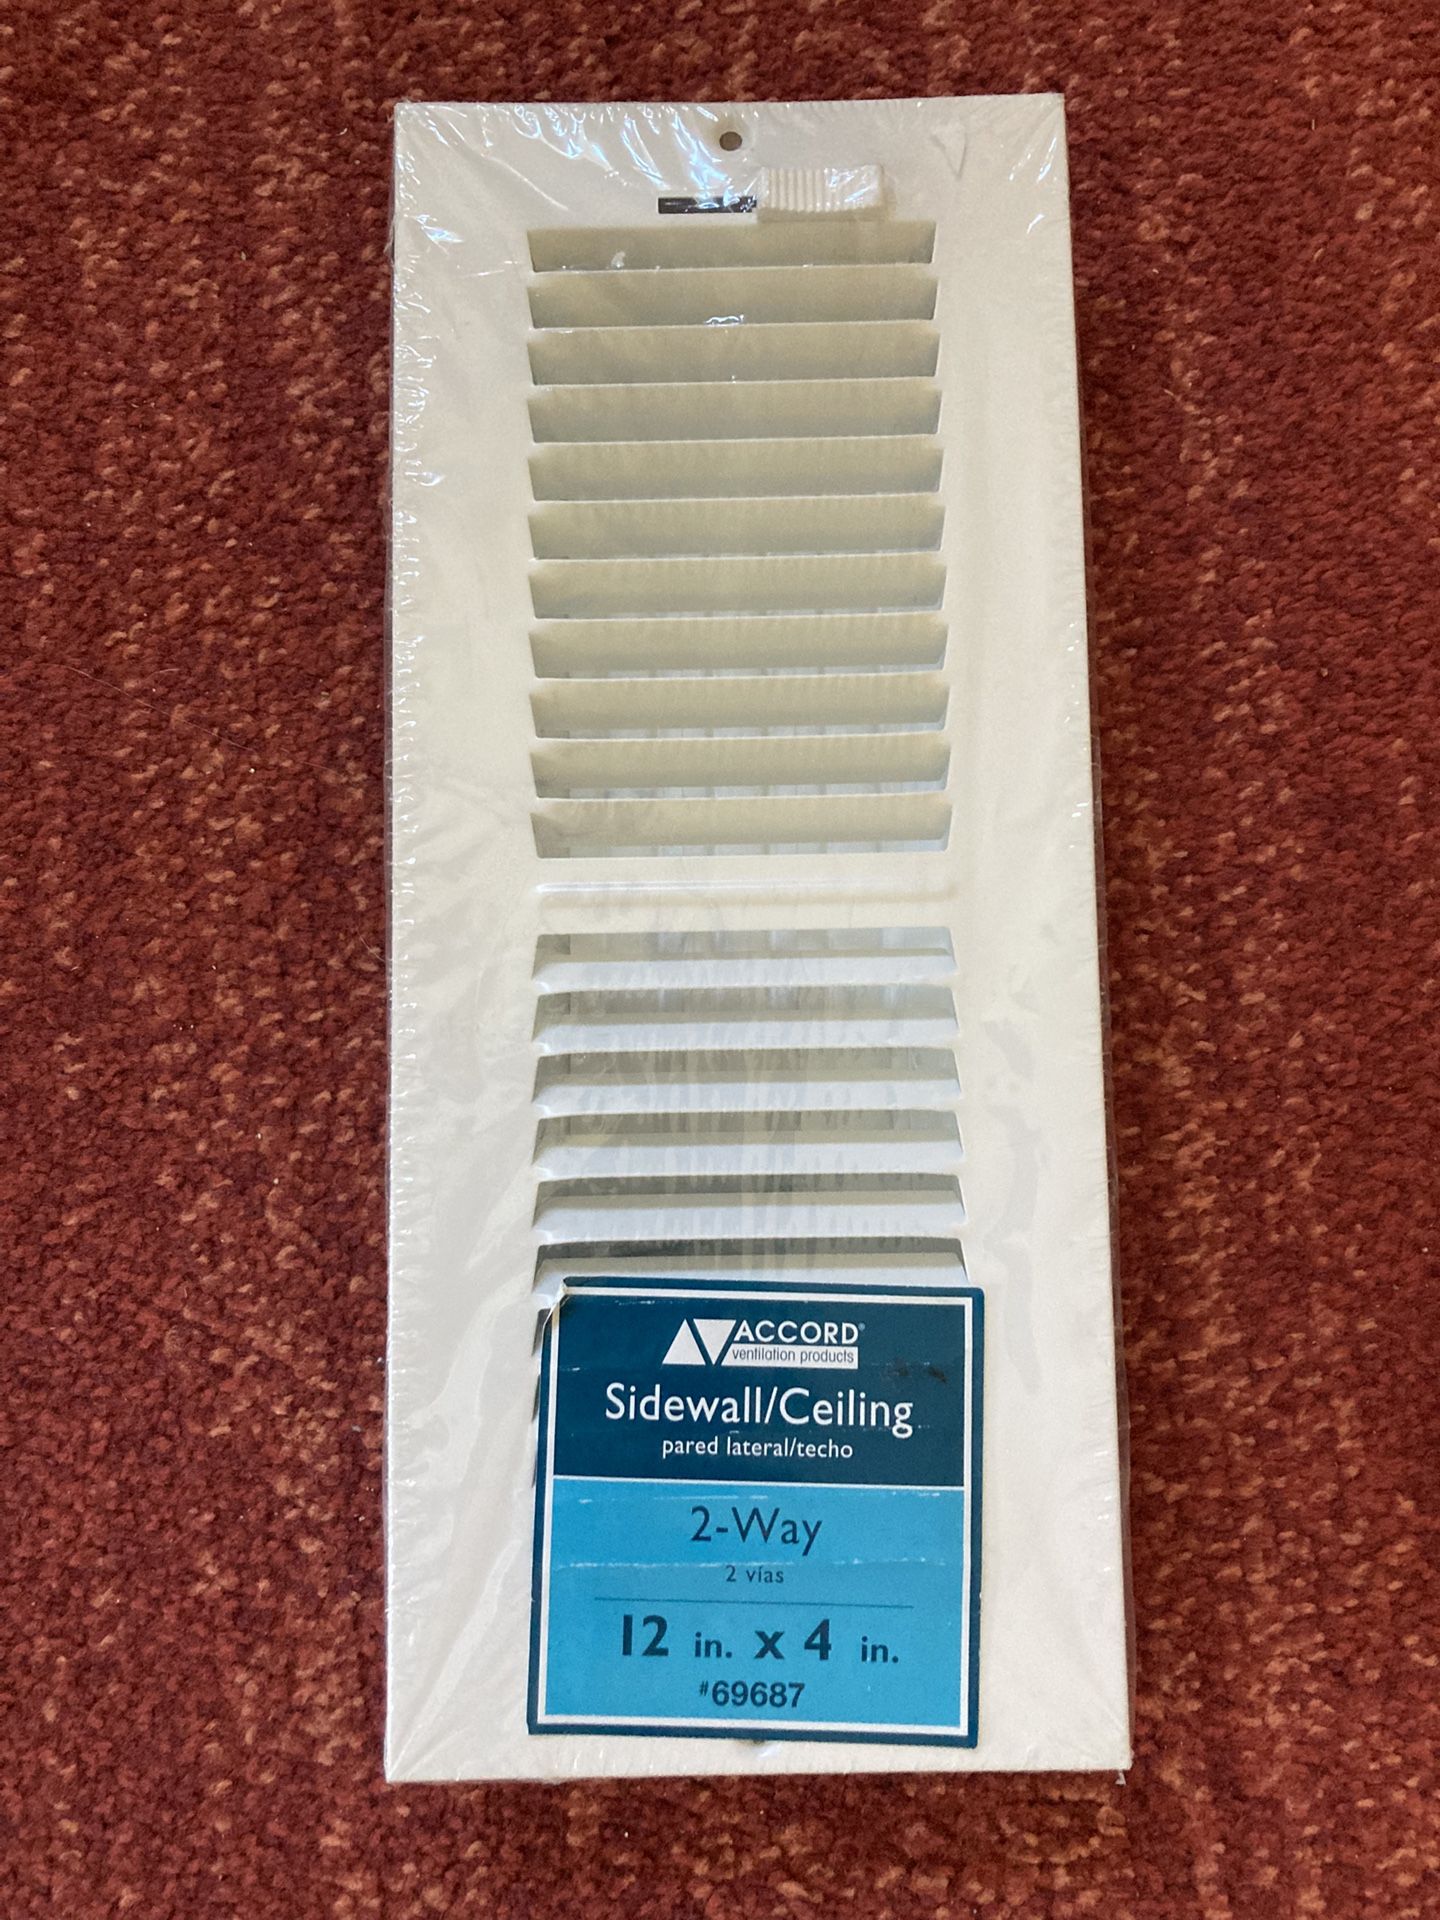 ACCORD®
ventilation products
Sidewall/Ceiling
pared lateral/techo
2-Way
2 vías
12 in. x 4 in.
#69687